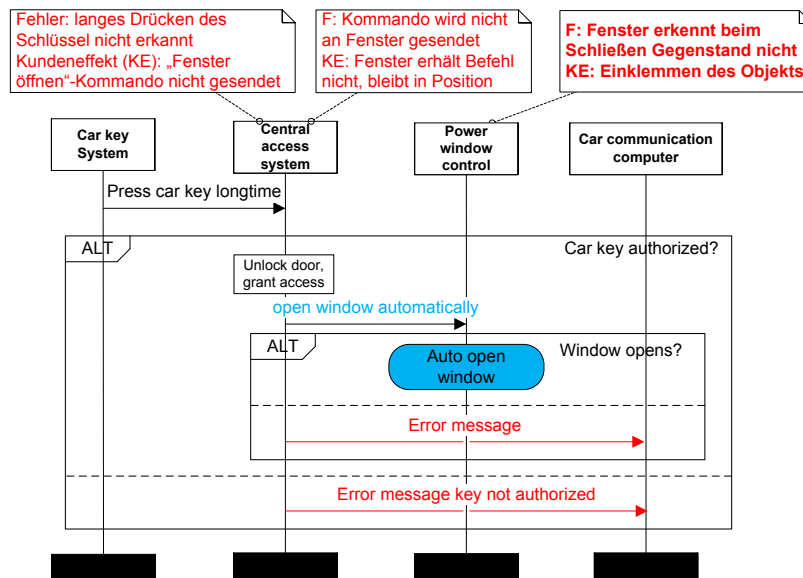 Fehler: langes Drücken des
Schlüssel nicht erkannt
Kundeneffekt (KE): „Fenster
öffnen“-Kommando nicht gesendet
F: Kommando wird nicht
an Fenster gesendet
KE: Fenster erhält Befehl
nicht, bleibt in Position
F: Fenster erkennt beim
Schließen Gegenstand nicht
KE: Einklemmen des Objekts
Car key
System
Central
access
system
Power
window
control
Car communication
computer
Press car key longtime
ALT
Car key authorized?
Unlock door,
grant access
open window automatically
ALT
Window opens?
Auto open
window
Error message
Error message key not authorized